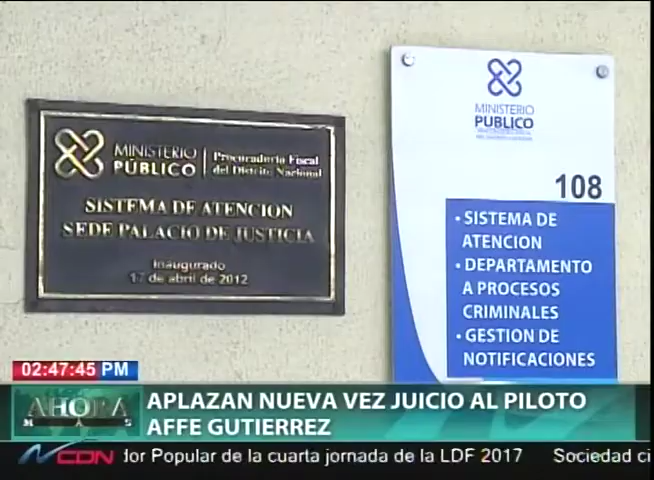 MINISTERIO
PÚBLICO
Procuraduría Fiscal
del Distrito Nacional
SISTEMA DE ATENCION
SEDE PALACIO DE JUSTICIA
Inaugurado
17 de abril de 2012
MINISTERIO
PÚBLICO
108
• SISTEMA DE
ATENCION
• DEPARTAMENTO
A PROCESOS
CRIMINALES
• GESTION DE
NOTIFICACIONES
02:47:45 PM
AHORA
MAS
APLAZAN NUEVA VEZ JUICIO AL PILOTO
AFFE GUTIERREZ
CDN dor Popular de la cuarta jornada de la LDF 2017 Sociedad ci